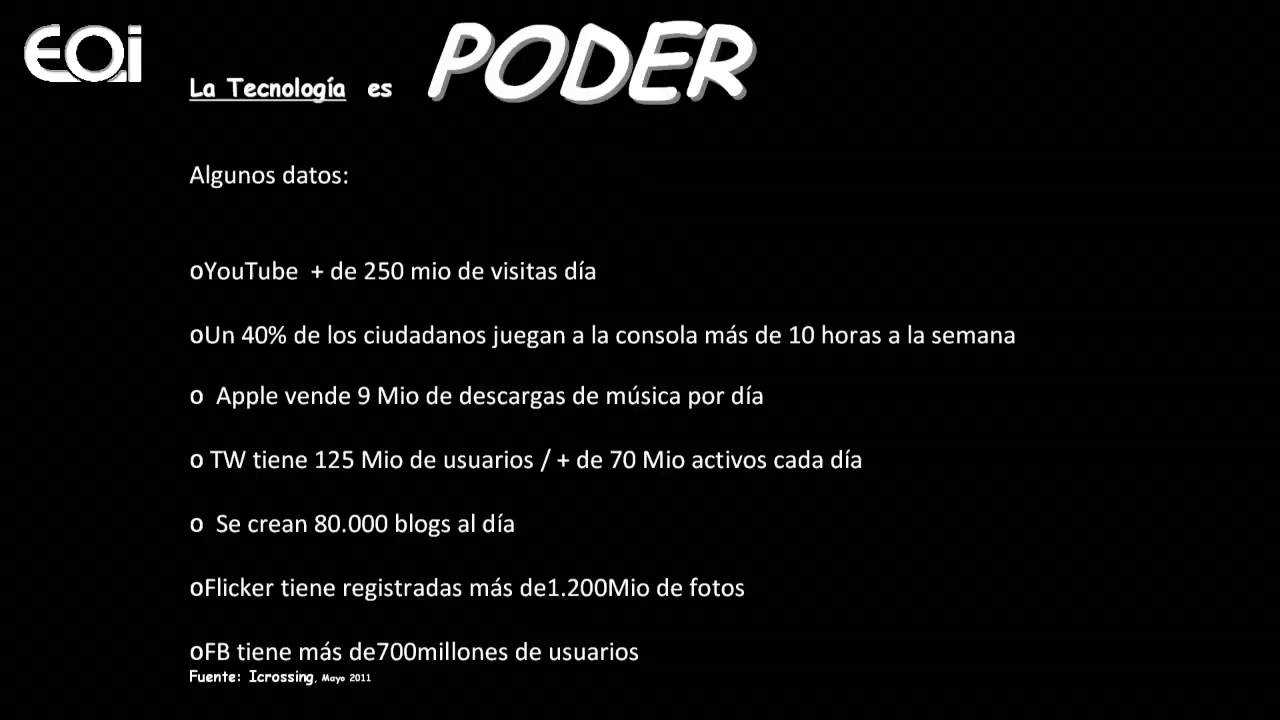 EOi
La Tecnología es PODER
Algunos datos:
oYouTube + de 250 mio de visitas día
oUn 40% de los ciudadanos juegan a la consola más de 10 horas a la semana
o Apple vende 9 Mio de descargas de música por día
o TW tiene 125 Mio de usuarios / + de 70 Mio activos cada día
o Se crean 80.000 blogs al día
oFlicker tiene registradas más de1.200Mio de fotos
oFB tiene más de700millones de usuarios
Fuente: Icrossing, Mayo 2011